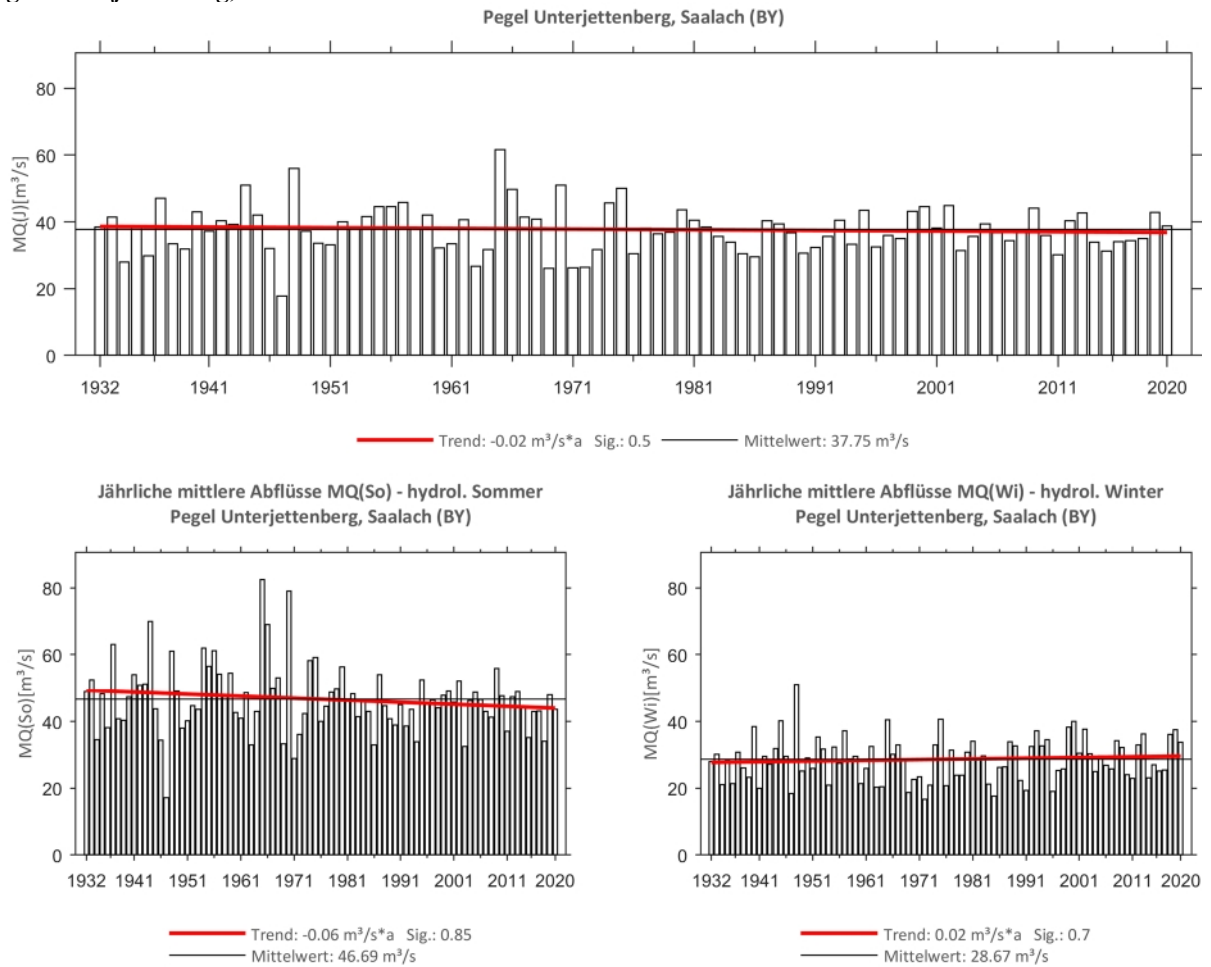 Pegel Unterjettenberg, Saalach (BY)
MQ(J)[m³/s]
80
60
40
20
0
1932 1941 1951 1961 1971 1981 1991 2001 2011 2020
Trend: -0.02 m³/s*a Sig.: 0.5 Mittelwert: 37.75 m³/s
Jährliche mittlere Abflüsse MQ(So) - hydrol. Sommer
Pegel Unterjettenberg, Saalach (BY)
MQ(So)[m³/s]
80
60
40
20
0
1932 1941 1951 1961 1971 1981 1991 2001 2011 2020
Trend: -0.06 m³/s*a Sig.: 0.85
Mittelwert: 46.69 m³/s
Jährliche mittlere Abflüsse MQ(Wi) - hydrol. Winter
Pegel Unterjettenberg, Saalach (BY)
MQ(Wi)[m³/s]
80
60
40
20
0
1932 1941 1951 1961 1971 1981 1991 2001 2011 2020
Trend: 0.02 m³/s*a Sig.: 0.7
Mittelwert: 28.67 m³/s